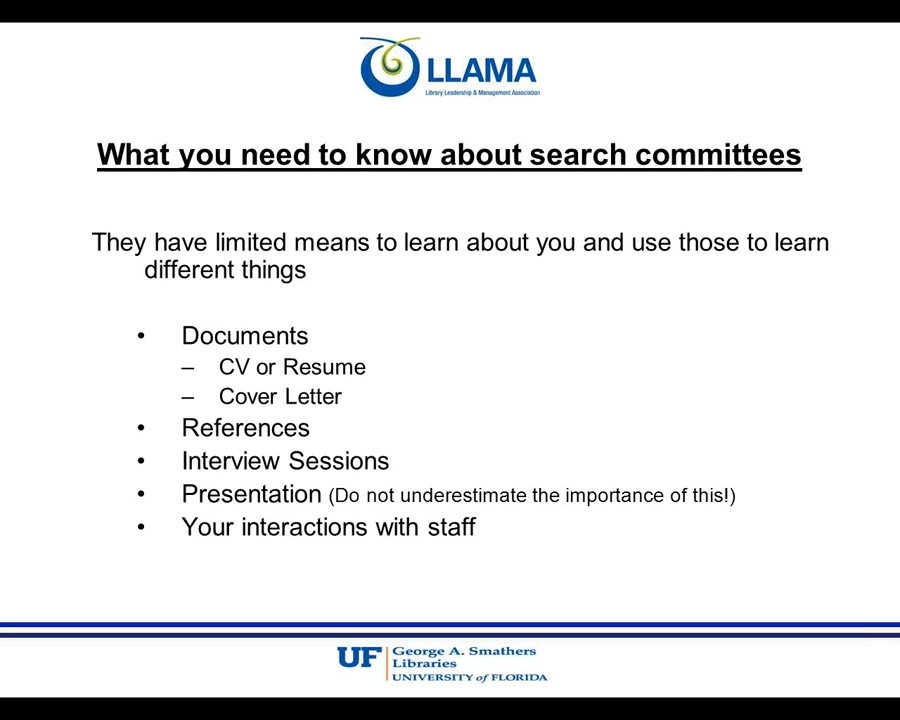 LLAMA
Library Leadership & Management Association
What you need to know about search committees
They have limited means to learn about you and use those to learn
different things
• Documents
– CV or Resume
– Cover Letter
• References
• Interview Sessions
• Presentation (Do not underestimate the importance of this!)
• Your interactions with staff
UF George A. Smathers
Libraries
UNIVERSITY of FLORIDA